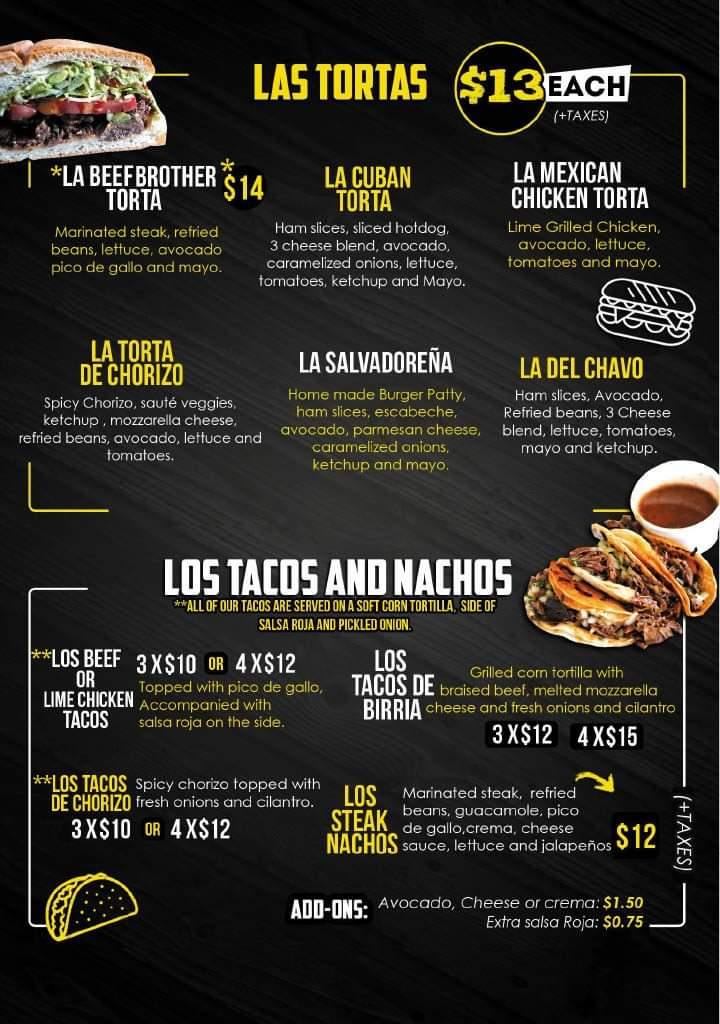 LAS TORTAS $13 EACH
(+TAXES)
*LA BEEFBROTHER* $14
TORTA
Marinated steak, refried
beans, lettuce, avocado
pico de gallo and mayo.
LA CUBAN
TORTA
Ham slices, sliced hotdog,
3 cheese blend, avocado,
caramelized onions, lettuce,
tomatoes, ketchup and Mayo.
LA MEXICAN
CHICKEN TORTA
Lime Grilled Chicken,
avocado, lettuce,
tomatoes and mayo.
LA TORTA
DE CHORIZO
Spicy Chorizo, sauté veggies,
ketchup , mozzarella cheese,
refried beans, avocado, lettuce and
tomatoes.
LA SALVADOREÑA
Home made Burger Patty,
ham slices, escabeche,
avocado, parmesan cheese,
caramelized onions,
ketchup and mayo.
LA DEL CHAVO
Ham slices, Avocado,
Refried beans, 3 Cheese
blend, lettuce, tomatoes,
mayo and ketchup.
LOS TACOS AND NACHOS
**ALL OF OUR TACOS ARE SERVED ON A SOFT CORN TORTILLA, SIDE OF
SALSA ROJA AND PICKLED ONION.
**LOS BEEF
OR
LIME CHICKEN
TACOS
3 X $10 OR 4 X $12
Topped with pico de gallo,
Accompanied with
salsa roja on the side.
LOS
TACOS DE
BIRRIA
Grilled corn tortilla with
braised beef, melted mozzarella
cheese and fresh onions and cilantro
3 X $12 4 X $15
**LOS TACOS
DE CHORIZO
Spicy chorizo topped with
fresh onions and cilantro.
3 X $10 OR 4 X $12
LOS
STEAK
NACHOS
Marinated steak, refried
beans, guacamole, pico
de gallo,crema, cheese
sauce, lettuce and jalapeños
$12
(+TAXES)
ADD-ONS: Avocado, Cheese or crema: $1.50
Extra salsa Roja: $0.75